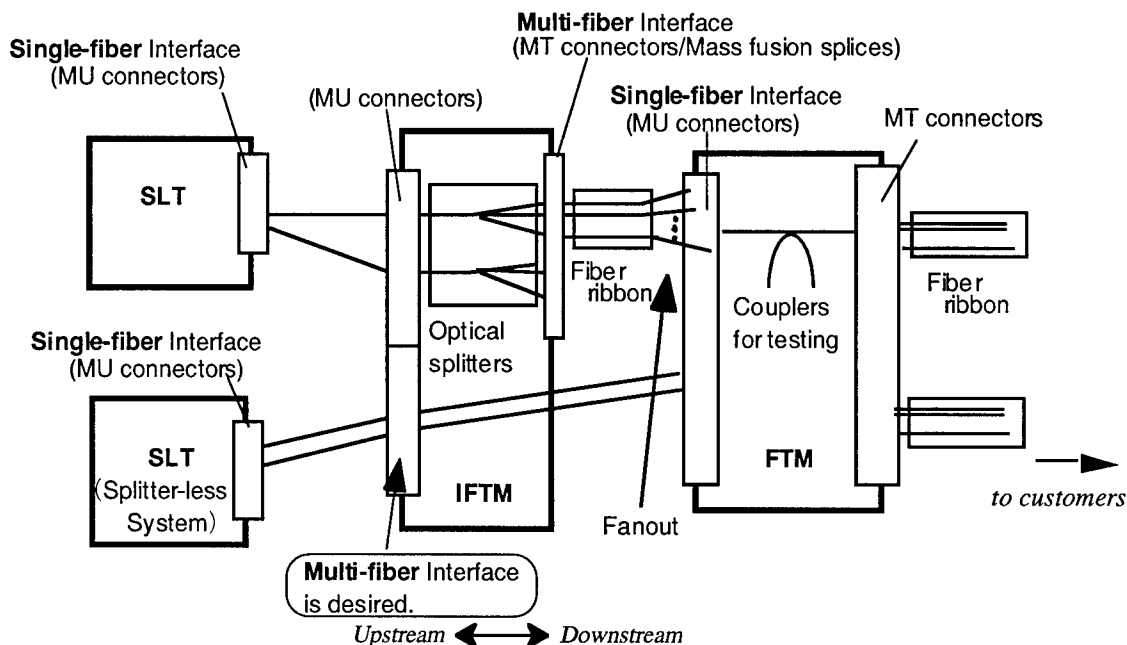 Multi-fiber Interface
(MT connectors/Mass fusion splices)
Single-fiber Interface
(MU connectors)
(MU connectors)
Single-fiber Interface
(MU connectors)
MT connectors
SLT
Fiber
ribbon
Optical
splitters
Couplers
for testing
Fiber
ribbon
Single-fiber Interface
(MU connectors)
SLT
(Splitter-less
System)
IFTM
FTM
to customers
Fanout
Multi-fiber Interface
is desired.
Upstream Downstream